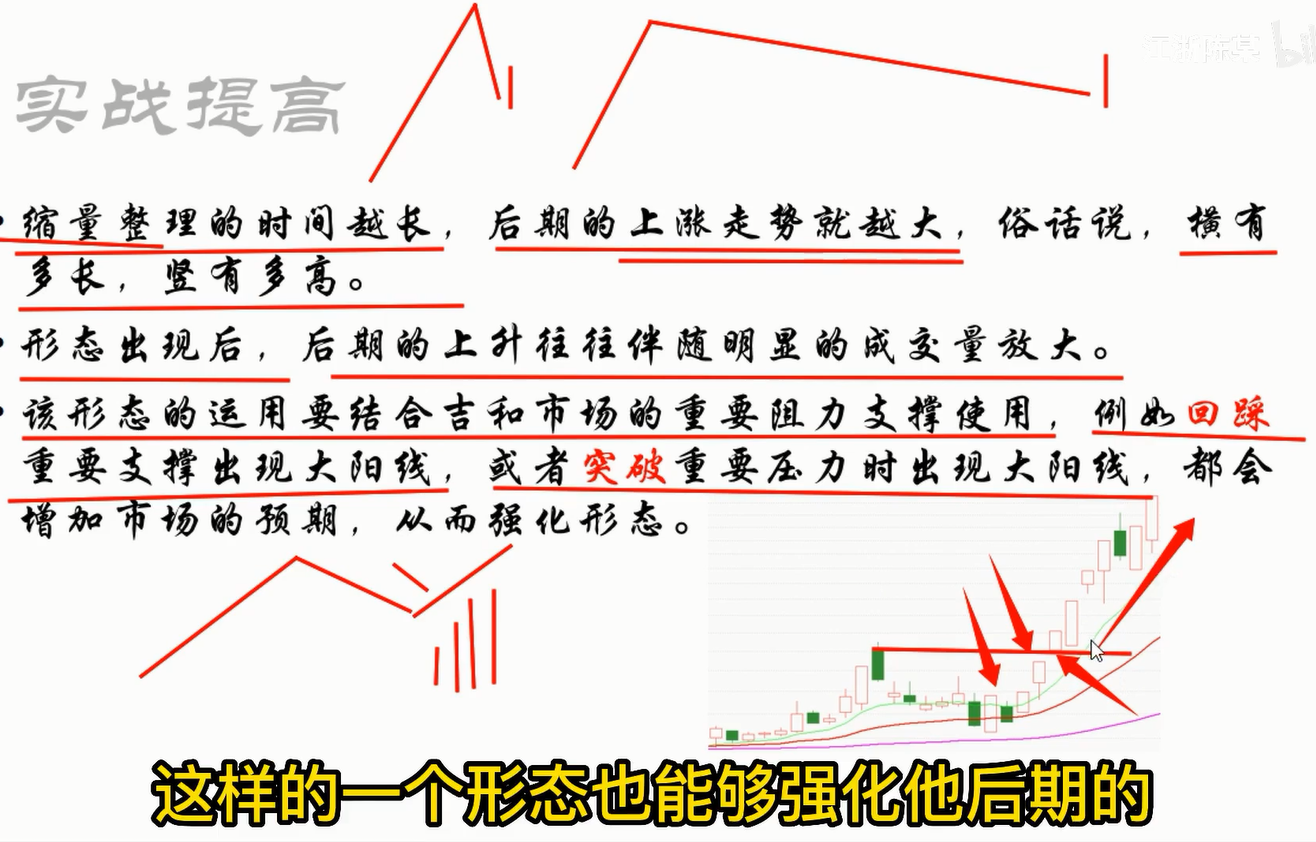 实战提高
缩量整理的时间越长，后期的上涨走势就越大，俗话说，横有
多长，竖有多高。
形态出现后，后期的上升往往伴随明显的成交量放大。
该形态的运用要结合吉和市场的重要阻力支撑使用，例如回踩
重要支撑出现大阳线，或者突破重要压力时出现大阳线，都会
增加市场的预期，从而强化形态。
这样的一个形态也能够强化他后期的